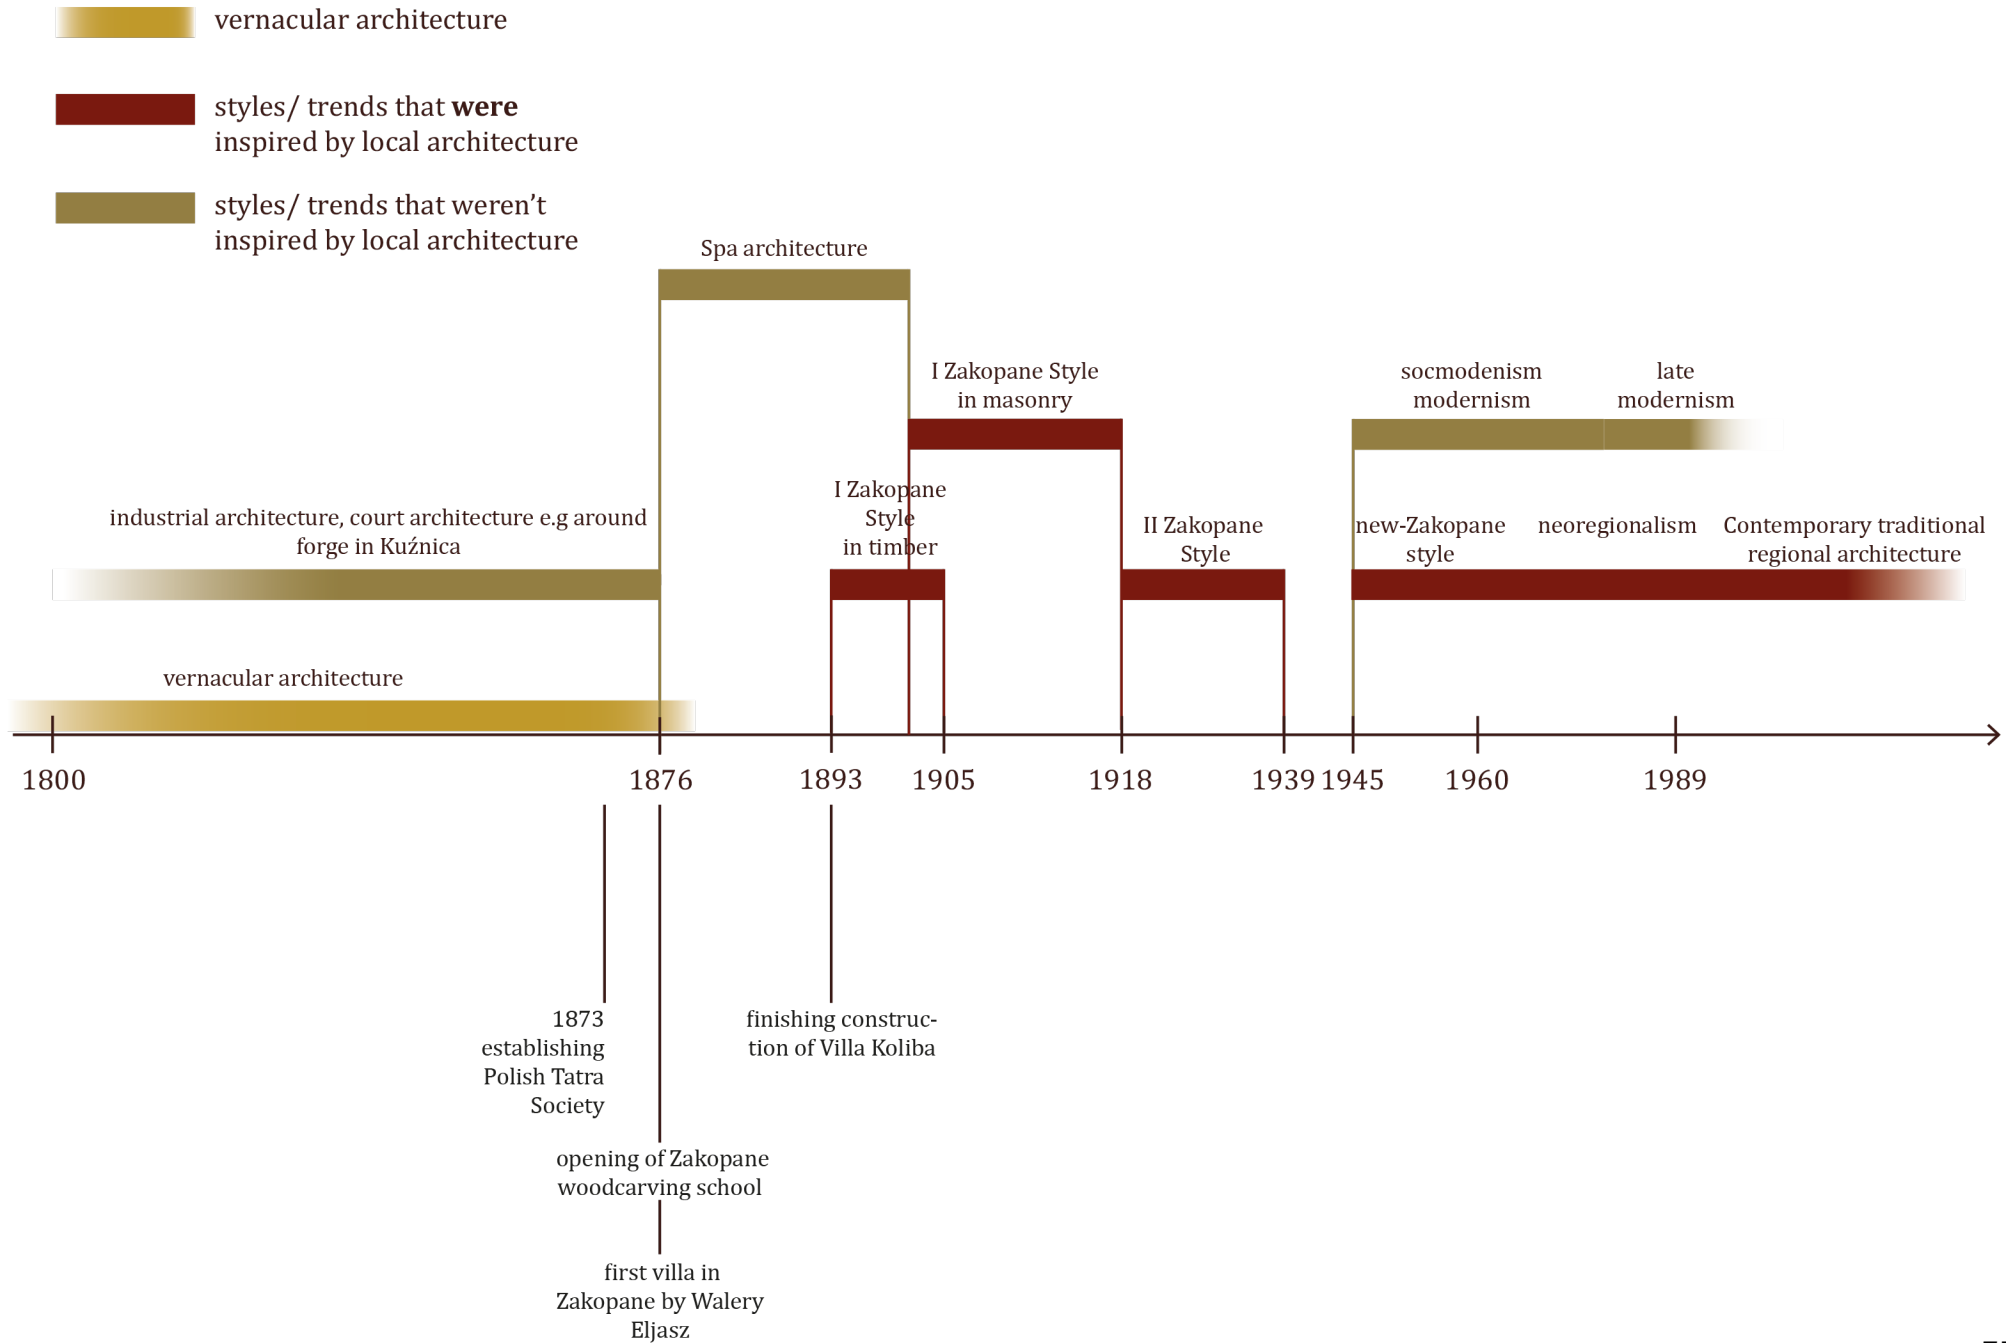 vernacular architecture
styles/ trends that were
inspired by local architecture
styles/ trends that weren't
inspired by local architecture
Spa architecture
I Zakopane Style
in masonry
socmodenism
modernism
late
modernism
I Zakopane
Style
in timber
industrial architecture, court architecture e.g around
forge in Kuźnica
II Zakopane
Style
new-Zakopane
style
neoregionalism
Contemporary traditional
regional architecture
vernacular architecture
1800
1876
1893
1905
1918
1939
1945
1960
1989
1873
establishing
Polish Tatra
Society
finishing construc-
tion of Villa Koliba
opening of Zakopane
woodcarving school
first villa in
Zakopane by Walery
Eljasz